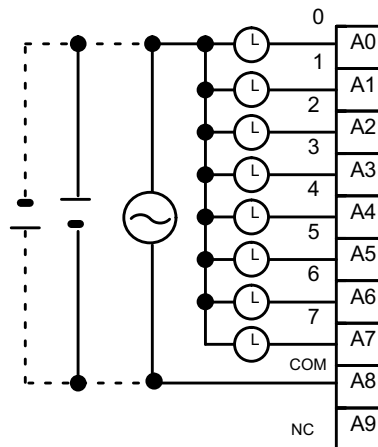 0
L A0
1
L A1
2
L A2
3
L A3
4
L A4
5
L A5
6
L A6
7
L A7
COM A8
NC A9